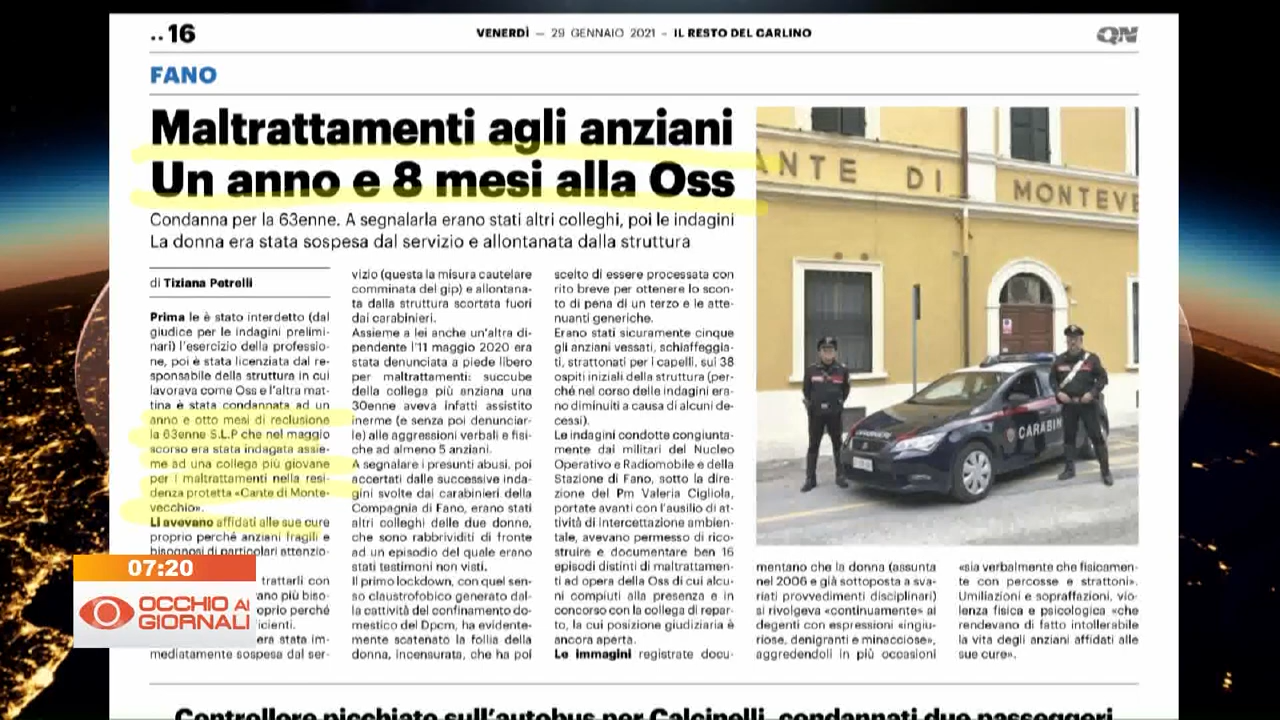 .. 16
VENERDÌ — 29 GENNAIO 2021 – IL RESTO DEL CARLINO
QN
FANO
Maltrattamenti agli anziani
Un anno e 8 mesi alla Oss
Condanna per la 63enne. A segnalarla erano stati altri colleghi, poi le indagini
La donna era stata sospesa dal servizio e allontanata dalla struttura
di Tiziana Petrelli
Prima le è stato interdetto (dal
giudice per le indagini prelimi-
nari) l'esercizio della professio-
ne, poi è stata licenziata dal re-
sponsabile della struttura in cui
lavorava come Oss e l'altra mat-
tina è stata condannata ad un
anno e otto mesi di reclusione
la 63enne S.L.P che nel maggio
scorso era stata indagata assie-
me ad una collega più giovane
per i maltrattamenti nella resi-
denza protetta «Cante di Monte-
vecchio».
Li avevano affidati alle sue cure
proprio perché anziani fragili e
bisognosi di particolari attenzio-
trattarli con
ano più biso-
oprio perché
icienti.
era stata im-
mediatamente sospesa dal ser-
vizio (questa la misura cautelare
comminata del gip) e allontana-
ta dalla struttura scortata fuori
dai carabinieri.
Assieme a lei anche un'altra di-
pendente l'11 maggio 2020 era
stata denunciata a piede libero
per maltrattamenti: succube
della collega più anziana una
30enne aveva infatti assistito
inerme (e senza poi denunciar-
le) alle aggressioni verbali e fisi-
che ad almeno 5 anziani.
A segnalare i presunti abusi, poi
accertati dalle successive inda-
gini svolte dai carabinieri della
Compagnia di Fano, erano stati
altri colleghi delle due donne,
che sono rabbrividiti di fronte
ad un episodio del quale erano
stati testimoni non visti.
Il primo lockdown, con quel sen-
so claustrofobico generato dal-
la cattività del confinamento do-
mestico del Dpcm, ha evidente-
mente scatenato la follia della
donna, incensurata, che ha poi
scelto di essere processata con
rito breve per ottenere lo scon-
to di pena di un terzo e le atte-
nuanti generiche.
Erano stati sicuramente cinque
gli anziani vessati, schiaffeggia-
ti, strattonati per i capelli, sui 38
ospiti iniziali della struttura (per-
ché nel corso delle indagini era-
no diminuiti a causa di alcuni de-
cessi).
Le indagini condotte congiunta-
mente dai militari del Nucleo
Operativo e Radiomobile e della
Stazione di Fano, sotto la dire-
zione del Pm Valeria Cigliola,
portate avanti con l'ausilio di at-
tività di intercettazione ambien-
tale, avevano permesso di rico-
struire e documentare ben 16
episodi distinti di maltrattamen-
ti ad opera della Oss di cui alcu-
ni compiuti alla presenza e in
concorso con la collega di repar-
to, la cui posizione giudiziaria è
ancora aperta.
Le immagini registrate docu-
ANTE DI MONTEVE
CARABIN
mentano che la donna (assunta
nel 2006 e già sottoposta a sva-
riati provvedimenti disciplinari)
si rivolgeva «continuamente» ai
degenti con espressioni «ingiu-
riose, denigranti e minacciose»,
aggredendoli in più occasioni
«sia verbalmente che fisicamen-
te con percosse e strattoni».
Umiliazioni e sopraffazioni, vio-
lenza fisica e psicologica «che
rendevano di fatto intollerabile
la vita degli anziani affidati alle
sue cure».
07:20
OCCHIO AI
GIORNALI
Controllore picchiato sull'autobus per Calcinelli, condannati due passeggeri